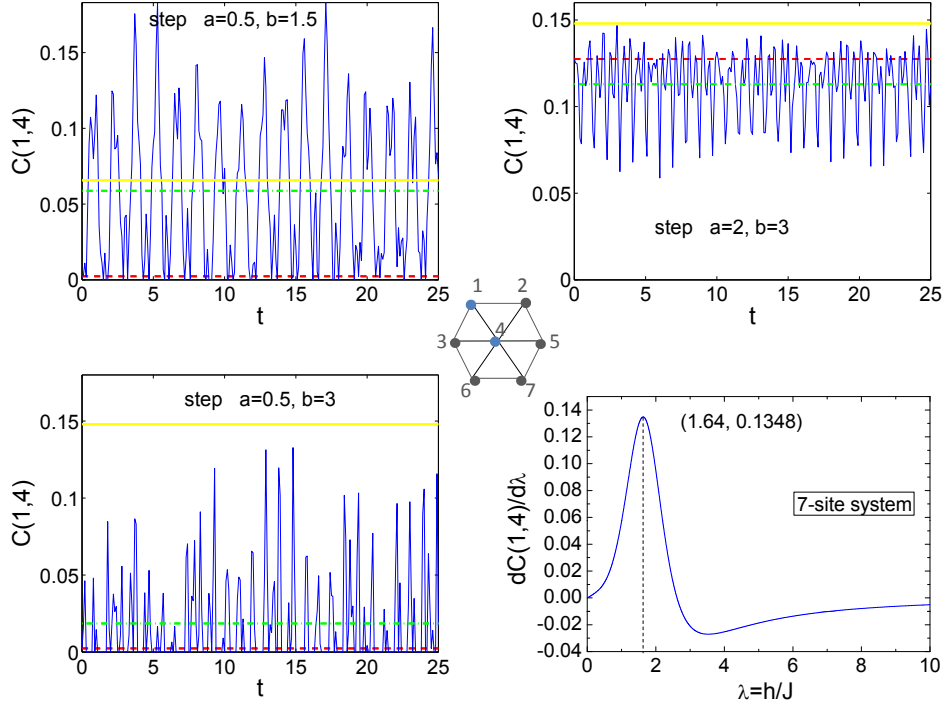 step a=0.5, b=1.5
0.15
0.1
0.05
0
C(1,4)
0 5 10 15 20 25
t
0.15
0.1
0.05
0
C(1,4)
step a=2, b=3
0 5 10 15 20 25
t
1 2
3 4 5
6 7
step a=0.5, b=3
0.15
0.1
0.05
0
C(1,4)
0 5 10 15 20 25
t
0.14
0.12
0.10
0.08
0.06
0.04
0.02
0.00
-0.02
-0.04
dC(1,4)/dλ
(1.64, 0.1348)
7-site system
0 2 4 6 8 10
λ=h/J